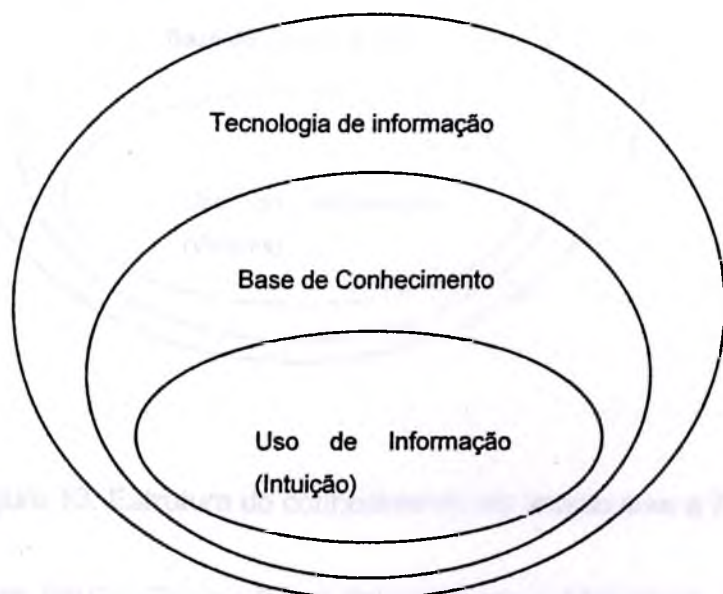 Tecnologia de informação
Base de Conhecimento
Uso de Informação
(Intuição)